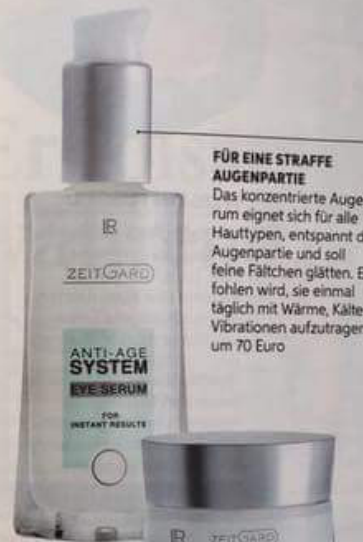 LR
ZEITGARD
ANTI-AGE
SYSTEM
EYE SERUM
FOR
INSTANT RESULTS
FÜR EINE STRAFFE
AUGENPARTIE
Das konzentrierte Auge
rum eignet sich für alle
Hauttypen, entspannt d
Augenpartie und soll
feine Fältchen glätten. E
fohlen wird, sie einmal
täglich mit Wärme, Kälte
Vibrationen aufzutragen
um 70 Euro
LR ZEITGARD